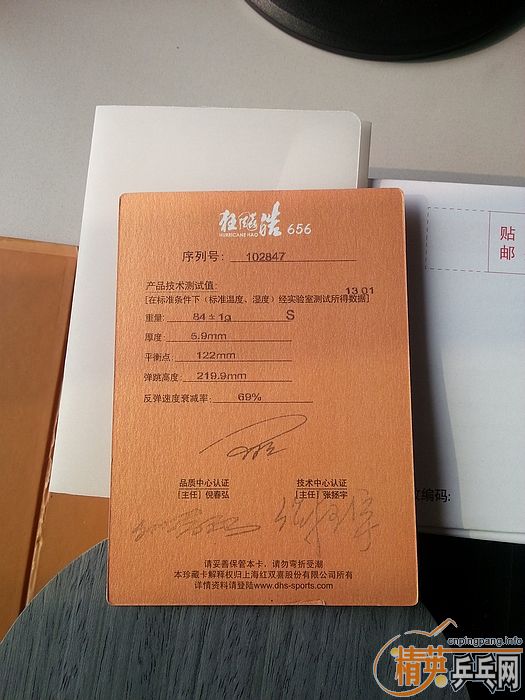 狂飚皓 656
HURRICANE HAO
序列号: 102847
产品技术测试值: 13 01
[在标准条件下（标准温度、湿度）经实验室测试所得数据]
重量: 84±1g S
厚度: 5.9mm
平衡点: 122mm
弹跳高度: 219.9mm
反弹速度衰减率: 69%
品质中心认证 技术中心认证
[主任] 倪春弘 [主任] 张烁宇
请妥善保管本卡，请勿弯折受潮
本珍藏卡解释权归上海红双喜股份有限公司所有
详情资料请登陆www.dhs-sports.com
贴
邮
编码:
cnpingpang.info
精英乒乓网